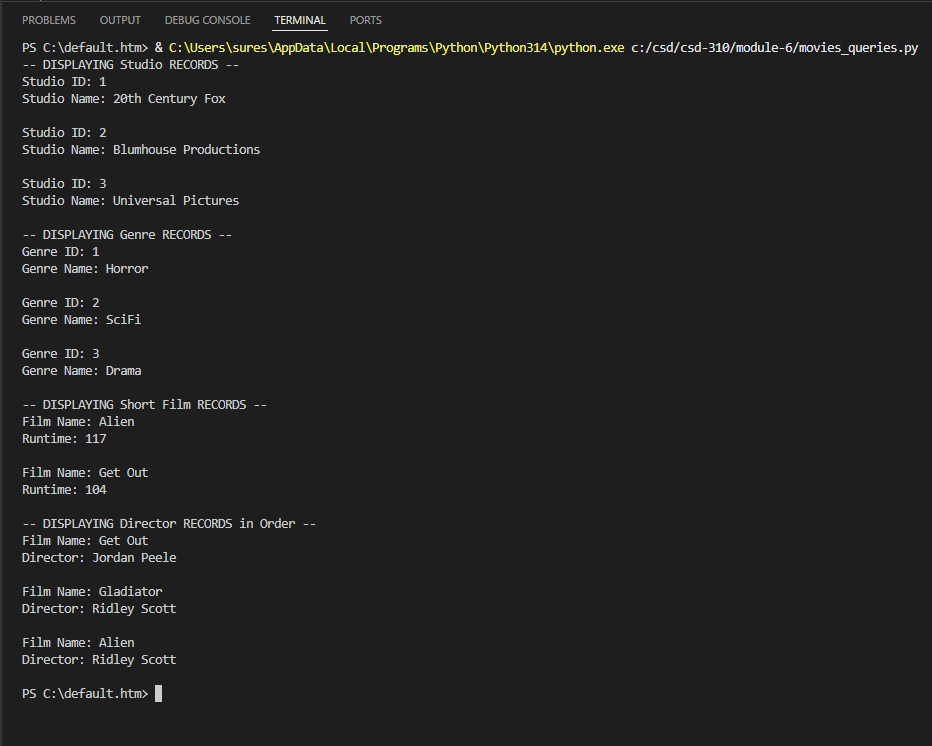 PROBLEMS OUTPUT DEBUG CONSOLE TERMINAL PORTS
PS C:\default.htm> & C:\Users\sures\AppData\Local\Programs\Python\Python314\python.exe c:/csd/csd-310/module-6/movies_queries.py
-- DISPLAYING Studio RECORDS --
Studio ID: 1
Studio Name: 20th Century Fox
Studio ID: 2
Studio Name: Blumhouse Productions
Studio ID: 3
Studio Name: Universal Pictures
-- DISPLAYING Genre RECORDS --
Genre ID: 1
Genre Name: Horror
Genre ID: 2
Genre Name: SciFi
Genre ID: 3
Genre Name: Drama
-- DISPLAYING Short Film RECORDS --
Film Name: Alien
Runtime: 117
Film Name: Get Out
Runtime: 104
-- DISPLAYING Director RECORDS in Order --
Film Name: Get Out
Director: Jordan Peele
Film Name: Gladiator
Director: Ridley Scott
Film Name: Alien
Director: Ridley Scott
PS C:\default.htm>